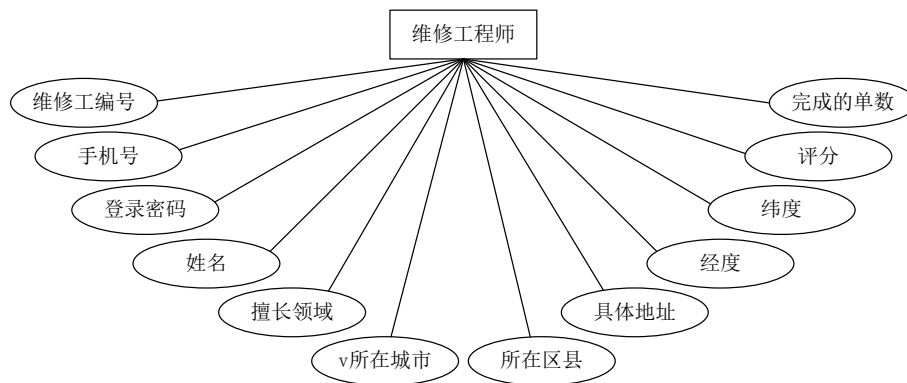 维修工程师
维修工编号
完成的单数
手机号
评分
登录密码
纬度
姓名
经度
擅长领域
具体地址
v所在城市
所在区县